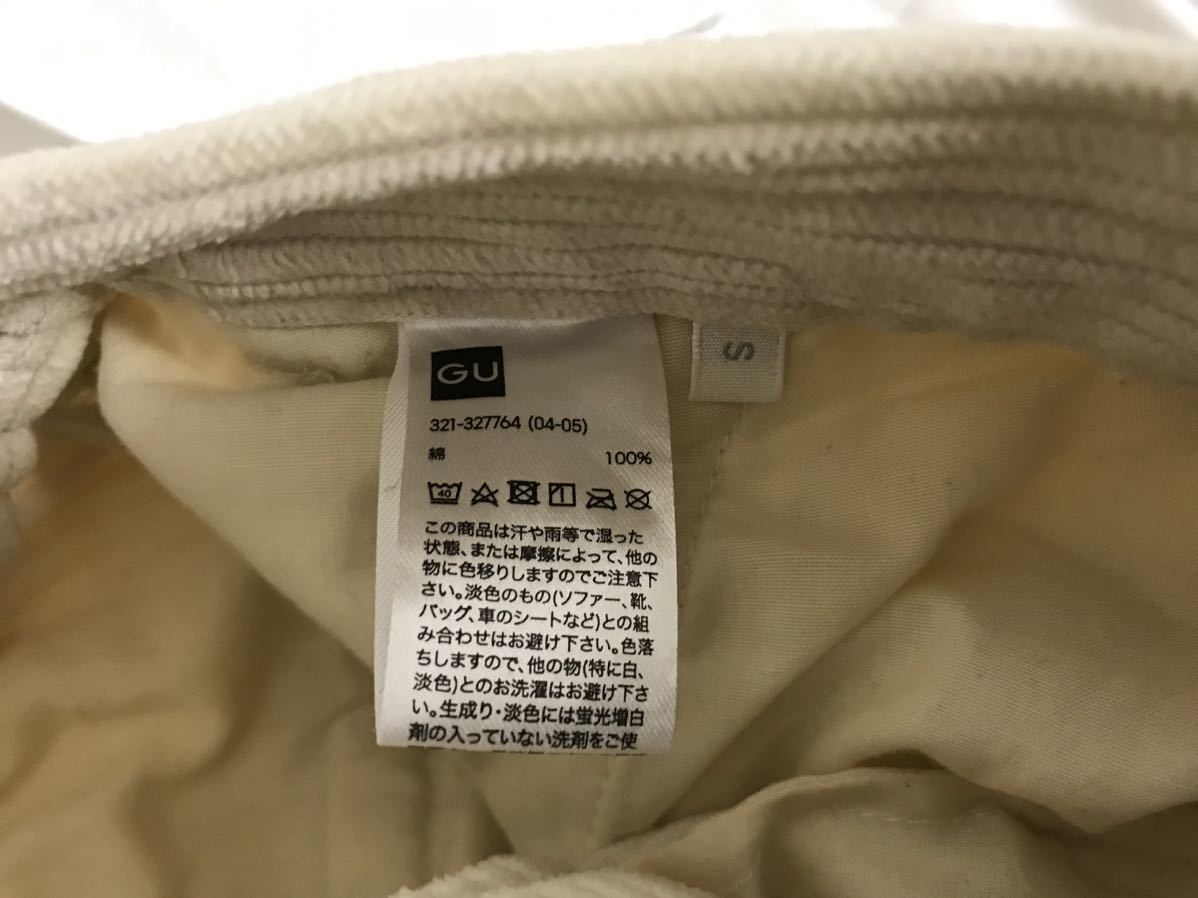 GU
S
321-327764 (04-05)
綿 100%
40
この商品は汗や雨等で湿った
状態、または摩擦によって、他の
物に色移りしますのでご注意下
さい。淡色のもの(ソファー、靴、
バッグ、車のシートなど)との組
み合わせはお避け下さい。色落
ちしますので、他の物(特に白、
淡色)とのお洗濯はお避け下さ
い。生成り・淡色には蛍光増白
剤の入っていない洗剤をご使